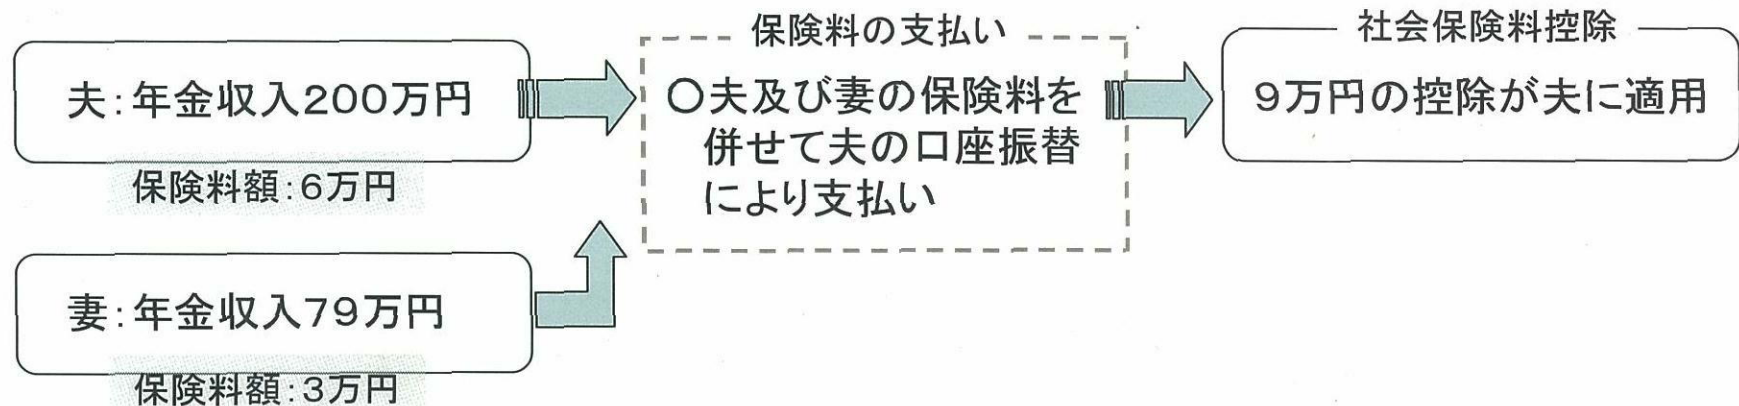 夫:年金収入200万円
保険料額:6万円
妻:年金収入79万円
保険料額:3万円
保険料の支払い
○夫及び妻の保険料を
併せて夫の口座振替
により支払い
社会保険料控除
9万円の控除が夫に適用